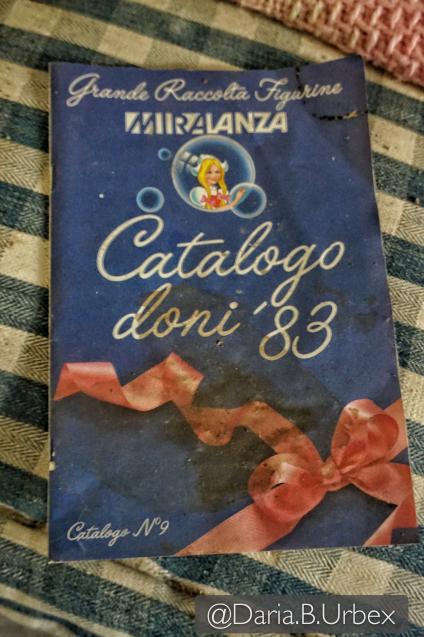 Grande Raccolta Figurine
MIRALANZA
Catalogo
doni '83
Catalogo N°9
@Daria.B.Urbex